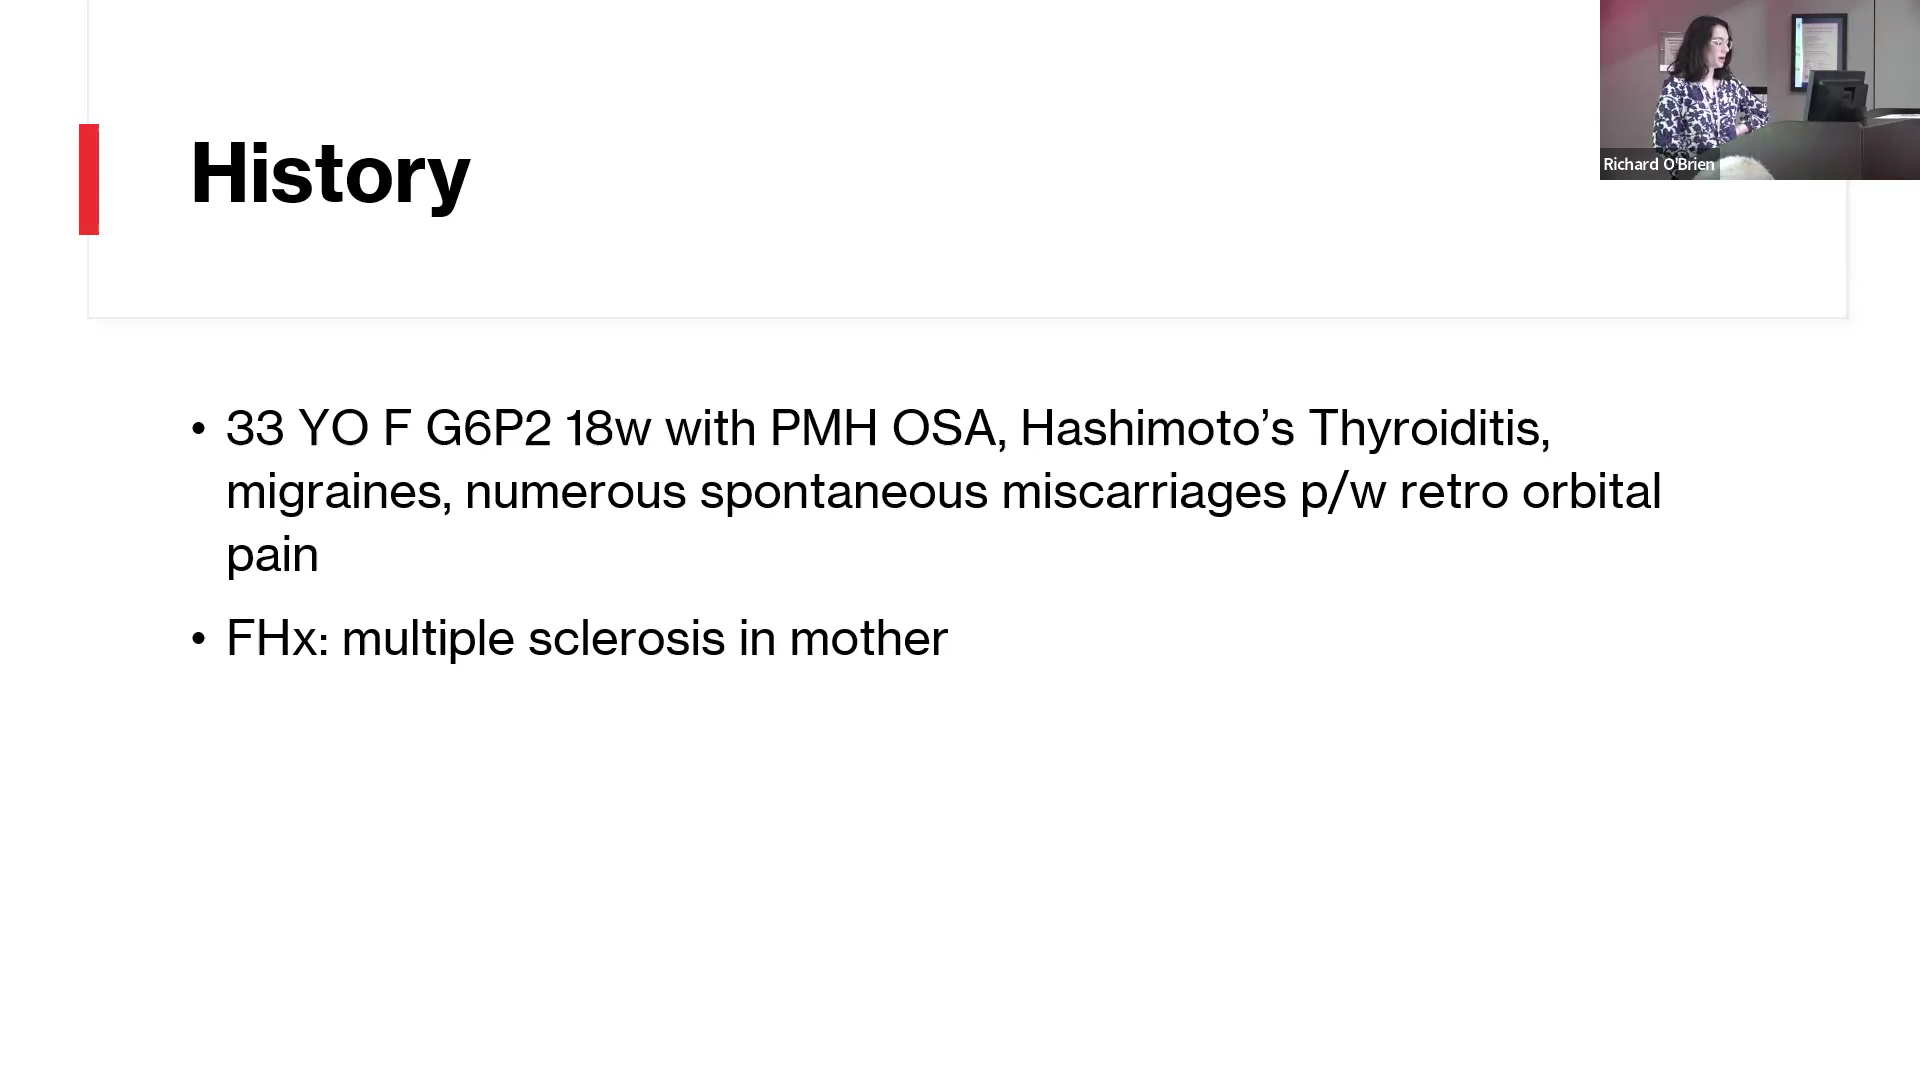 History
Richard O'Brien
• 33 YO F G6P2 18w with PMH OSA, Hashimoto’s Thyroiditis,
migraines, numerous spontaneous miscarriages p/w retro orbital
pain
• FHx: multiple sclerosis in mother